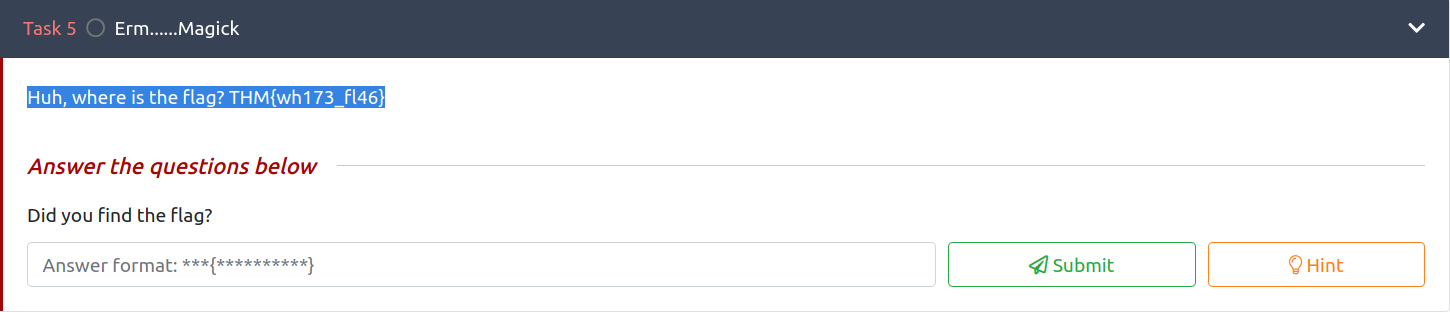 Task 5 Erm......Magick
Huh, where is the flag? THM{wh173_fl46}
Answer the questions below
Did you find the flag?
Answer format: ***{**********}
Submit
Hint